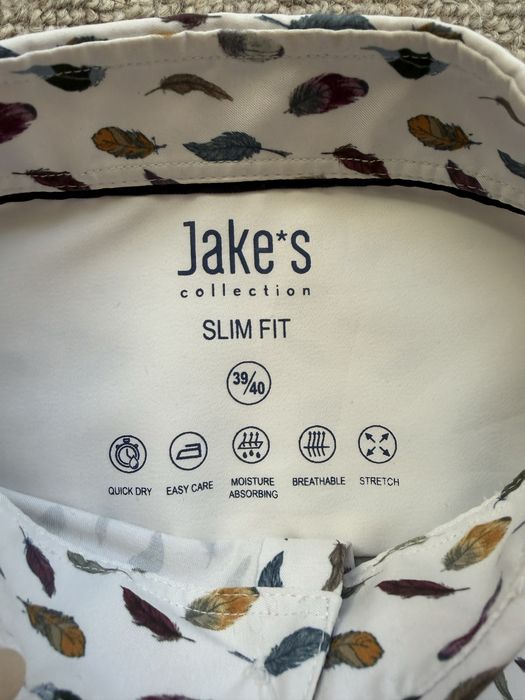 Jake*s
collection
SLIM FIT
39/40
QUICK DRY
EASY CARE
MOISTURE
ABSORBING
BREATHABLE
STRETCH